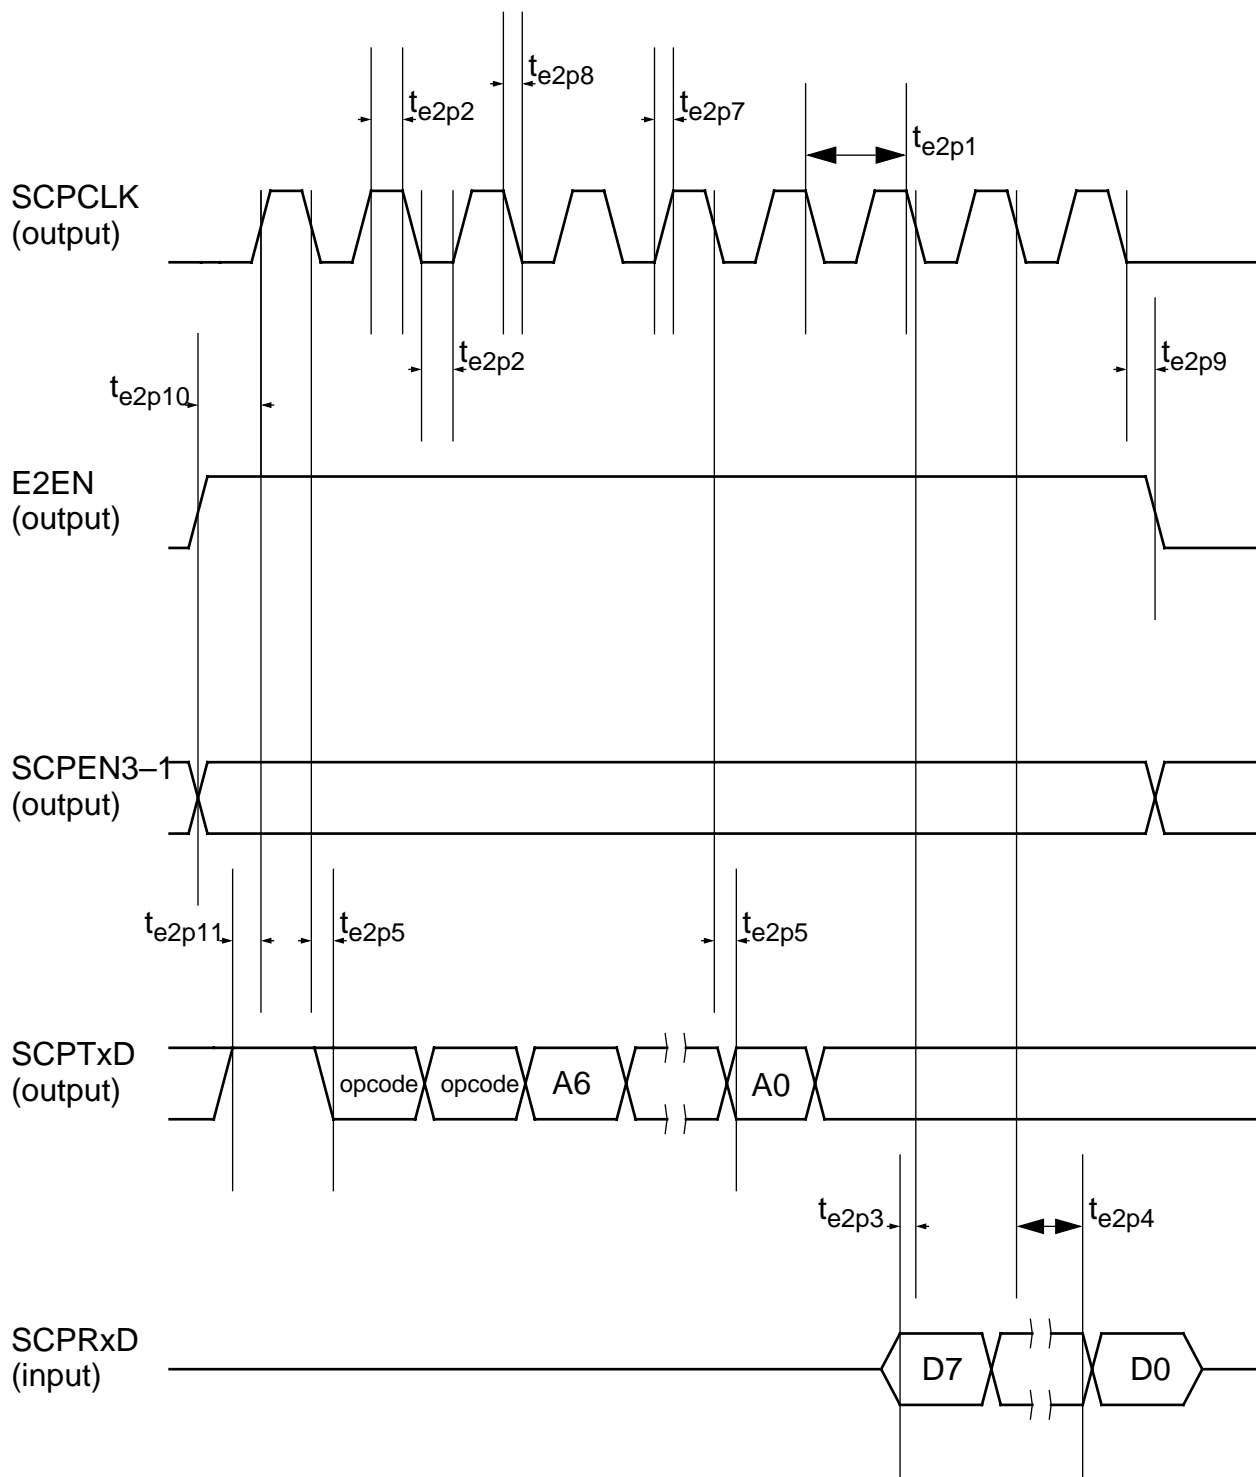 te2p8
te2p2
te2p7
te2p1
SCPCLK
(output)
te2p2
te2p9
te2p10
E2EN
(output)
SCPEN3–1
(output)
te2p11
te2p5
te2p5
SCPTxD
(output)
opcode opcode A6 A0
te2p3
te2p4
SCPRxD
(input)
D7 D0